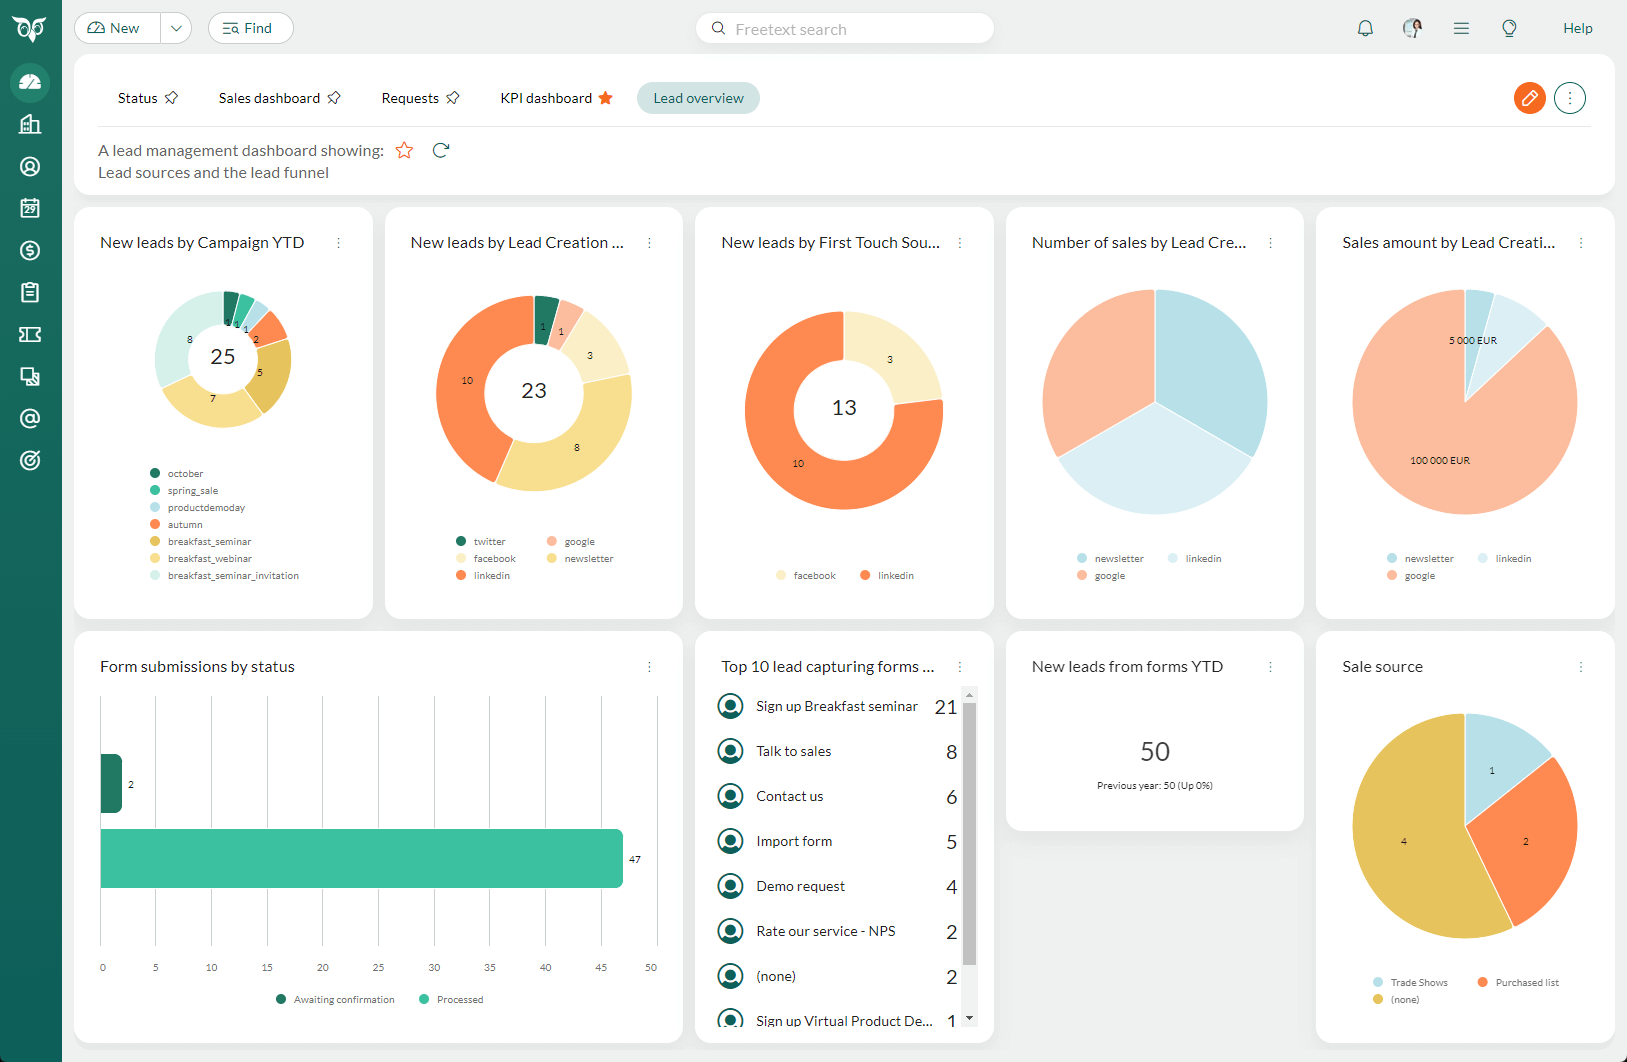 New
Find
Freetext search
Help
29
Status
Sales dashboard
Requests
KPI dashboard
Lead overview
A lead management dashboard showing:
Lead sources and the lead funnel
New leads by Campaign YTD
1
1
1
2
5
7
8
25
october
spring_sale
productdemoday
autumn
breakfast_seminar
breakfast_webinar
breakfast_seminar_invitation
New leads by Lead Creation ...
1
1
3
8
10
23
twitter
google
facebook
newsletter
linkedin
New leads by First Touch Sou...
3
10
13
facebook
linkedin
Number of sales by Lead Cre...
newsletter
linkedin
google
Sales amount by Lead Creati...
5 000 EUR
100 000 EUR
newsletter
linkedin
google
Form submissions by status
2
47
0 5 10 15 20 25 30 35 40 45 50
Awaiting confirmation
Processed
Top 10 lead capturing forms ...
Sign up Breakfast seminar 21
Talk to sales 8
Contact us 6
Import form 5
Demo request 4
Rate our service - NPS 2
(none) 2
Sign up Virtual Product De... 1
New leads from forms YTD
50
Previous year: 50 (Up 0%)
Sale source
1
2
4
Trade Shows
Purchased list
(none)